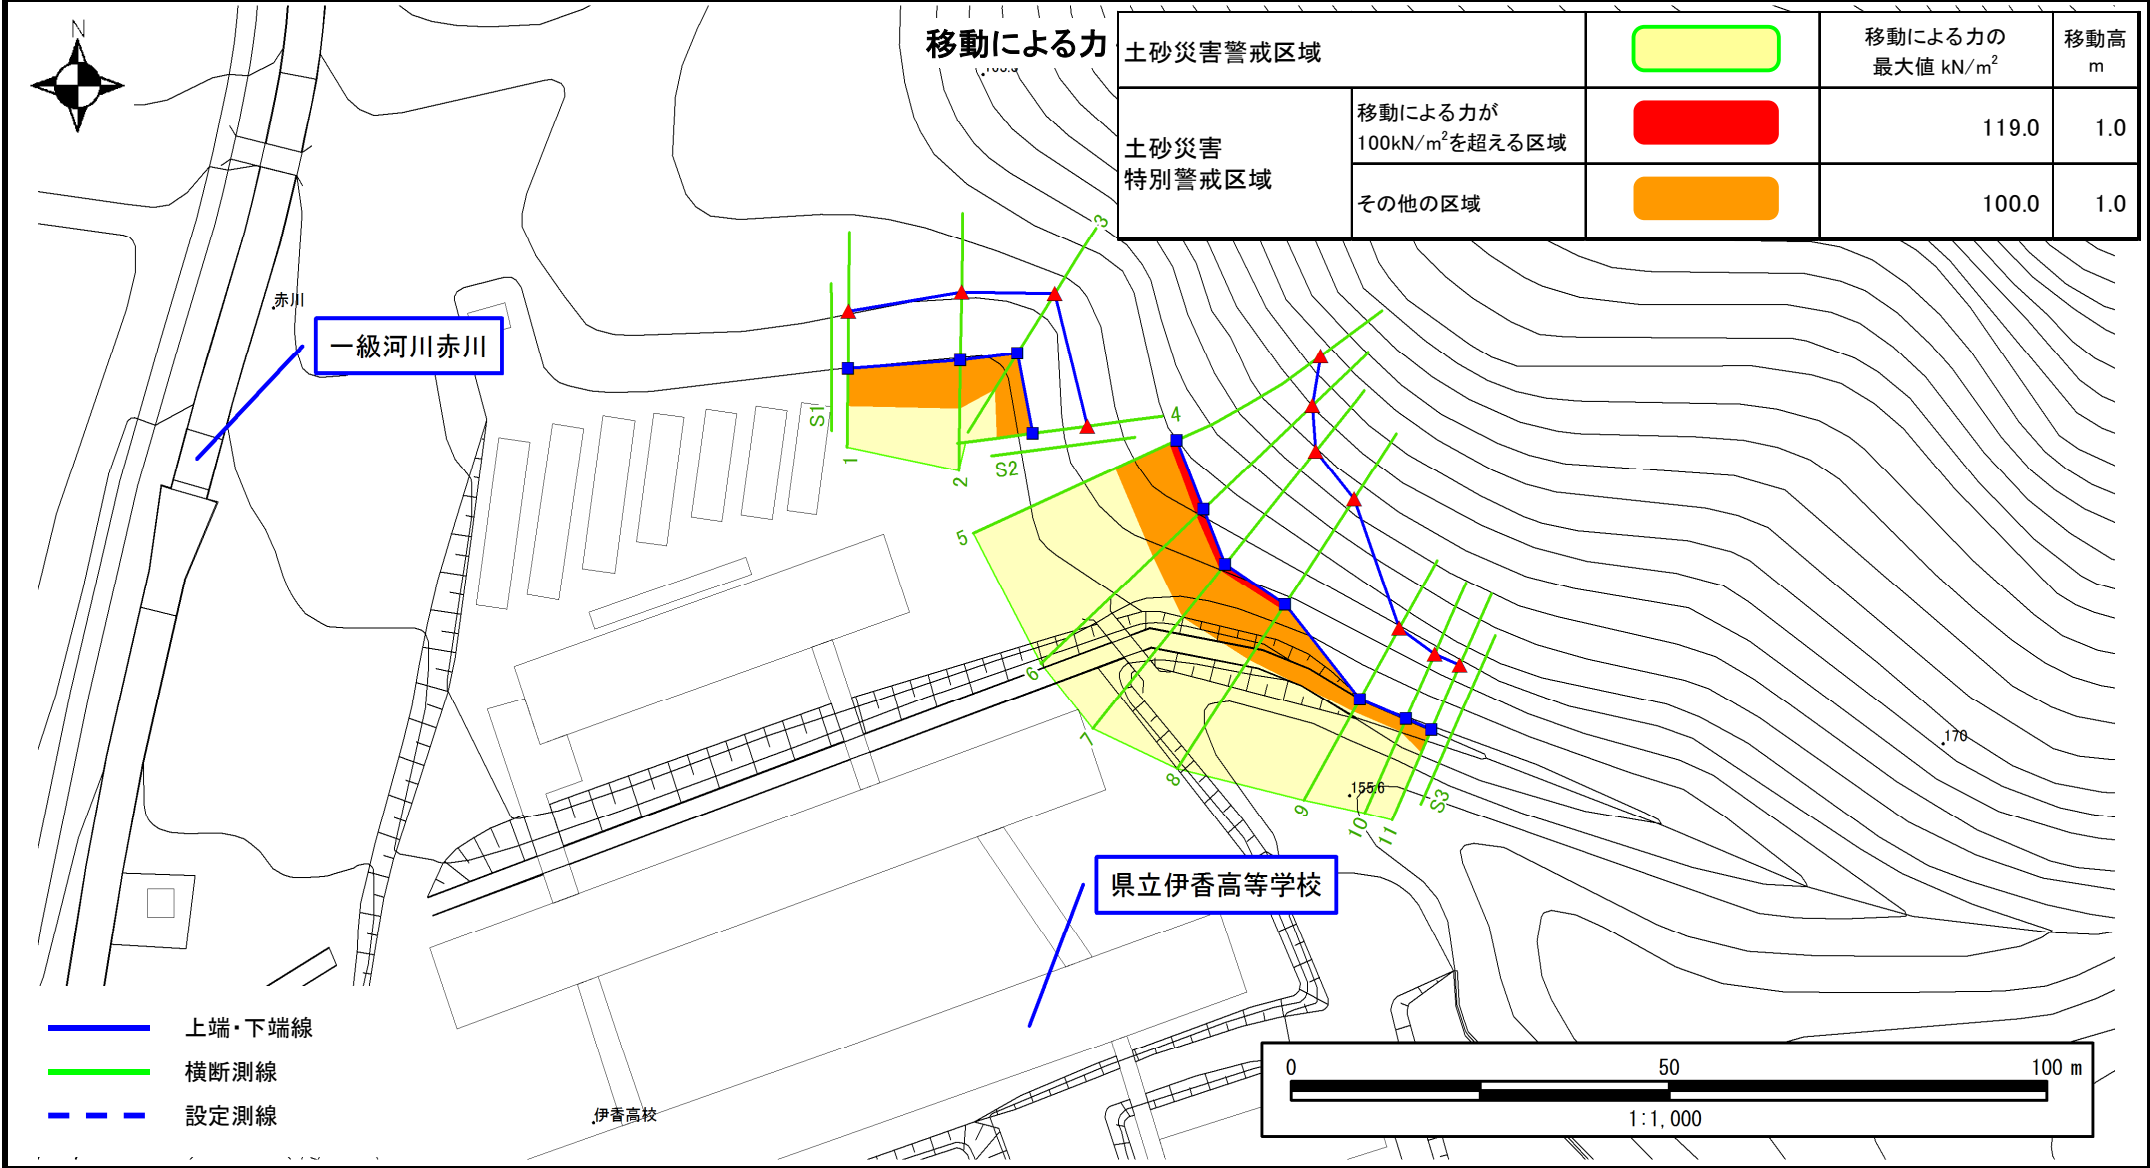 N
移動による力
土砂災害警戒区域
移動による力の
最大値 kN/m²
移動高
m
土砂災害
特別警戒区域
移動による力が
100kN/m²を超える区域
119.0
1.0
その他の区域
100.0
1.0
赤川
一級河川赤川
3
4
S1
1
2
S2
5
6
7
8
9
10
11
S3
155.6
170
県立伊香高等学校
伊香高校
上端・下端線
横断測線
設定測線
0
50
100 m
1:1,000